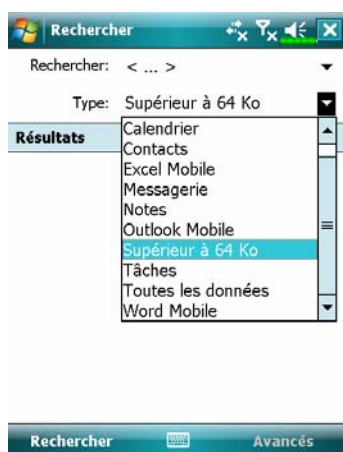 Rechercher
Rechercher: < ... >
Type: Supérieur à 64 Ko
Résultats
Calendrier
Contacts
Excel Mobile
Messagerie
Notes
Outlook Mobile
Supérieur à 64 Ko
Tâches
Toutes les données
Word Mobile
Rechercher Avancés